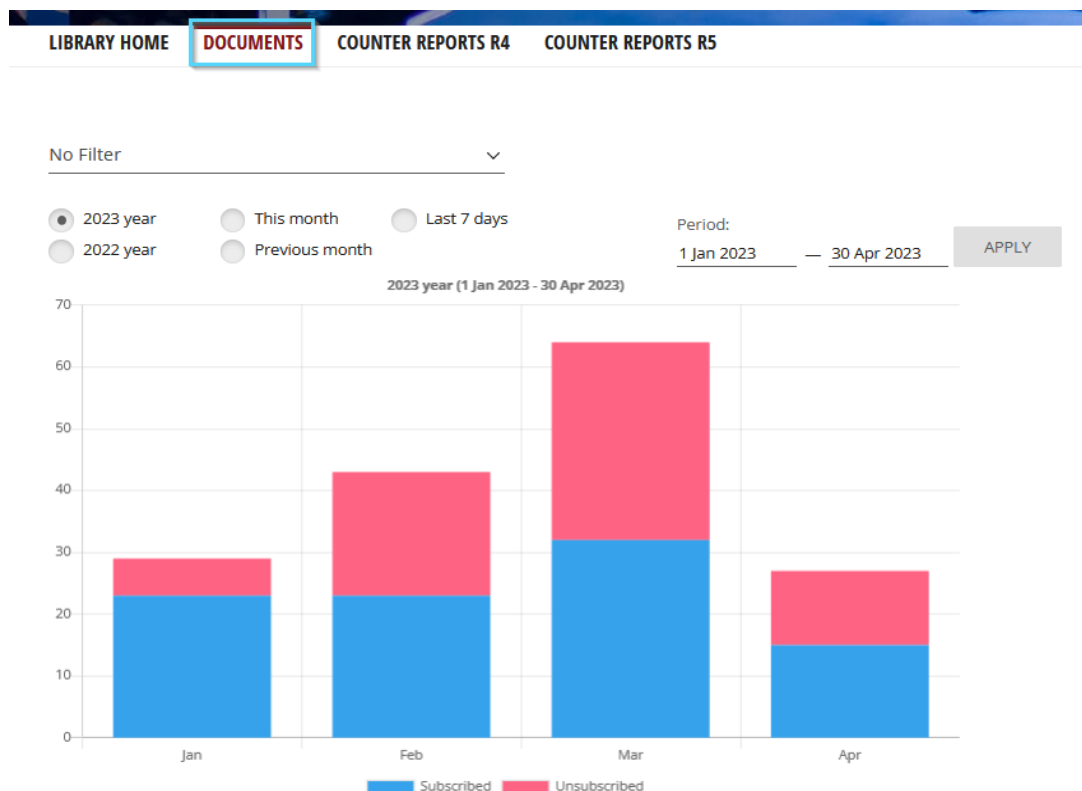 LIBRARY HOME DOCUMENTS COUNTER REPORTS R4 COUNTER REPORTS R5
No Filter
2023 year This month Last 7 days
2022 year Previous month
Period:
1 Jan 2023 — 30 Apr 2023 APPLY
2023 year (1 Jan 2023 - 30 Apr 2023)
70
60
50
40
30
20
10
0
Jan Feb Mar Apr
Subscribed Unsubscribed